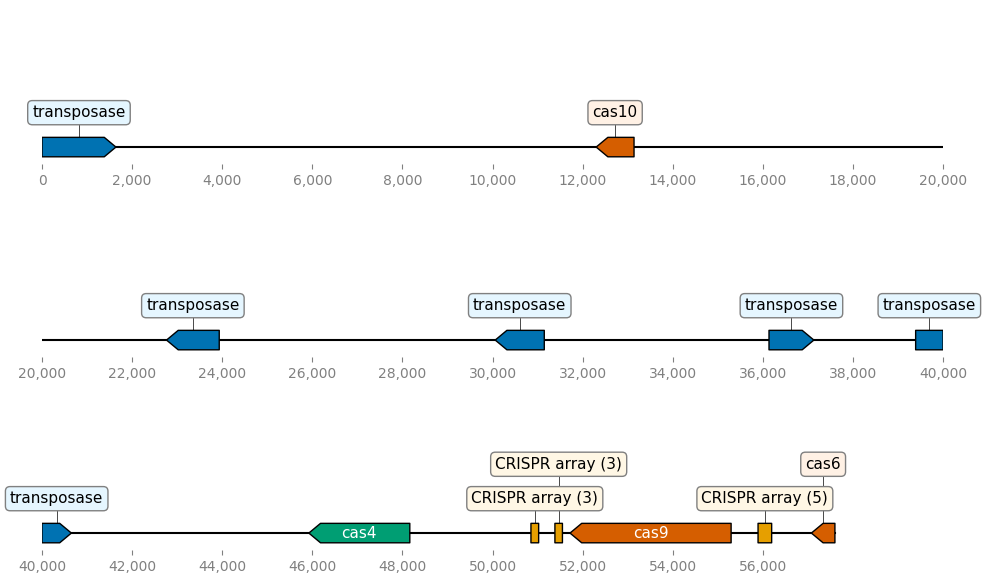 transposase cas10
0 2,000 4,000 6,000 8,000 10,000 12,000 14,000 16,000 18,000 20,000
transposase transposase transposase transposase
20,000 22,000 24,000 26,000 28,000 30,000 32,000 34,000 36,000 38,000 40,000
CRISPR array (3) cas6
transposase CRISPR array (3) CRISPR array (5)
cas4 cas9
40,000 42,000 44,000 46,000 48,000 50,000 52,000 54,000 56,000